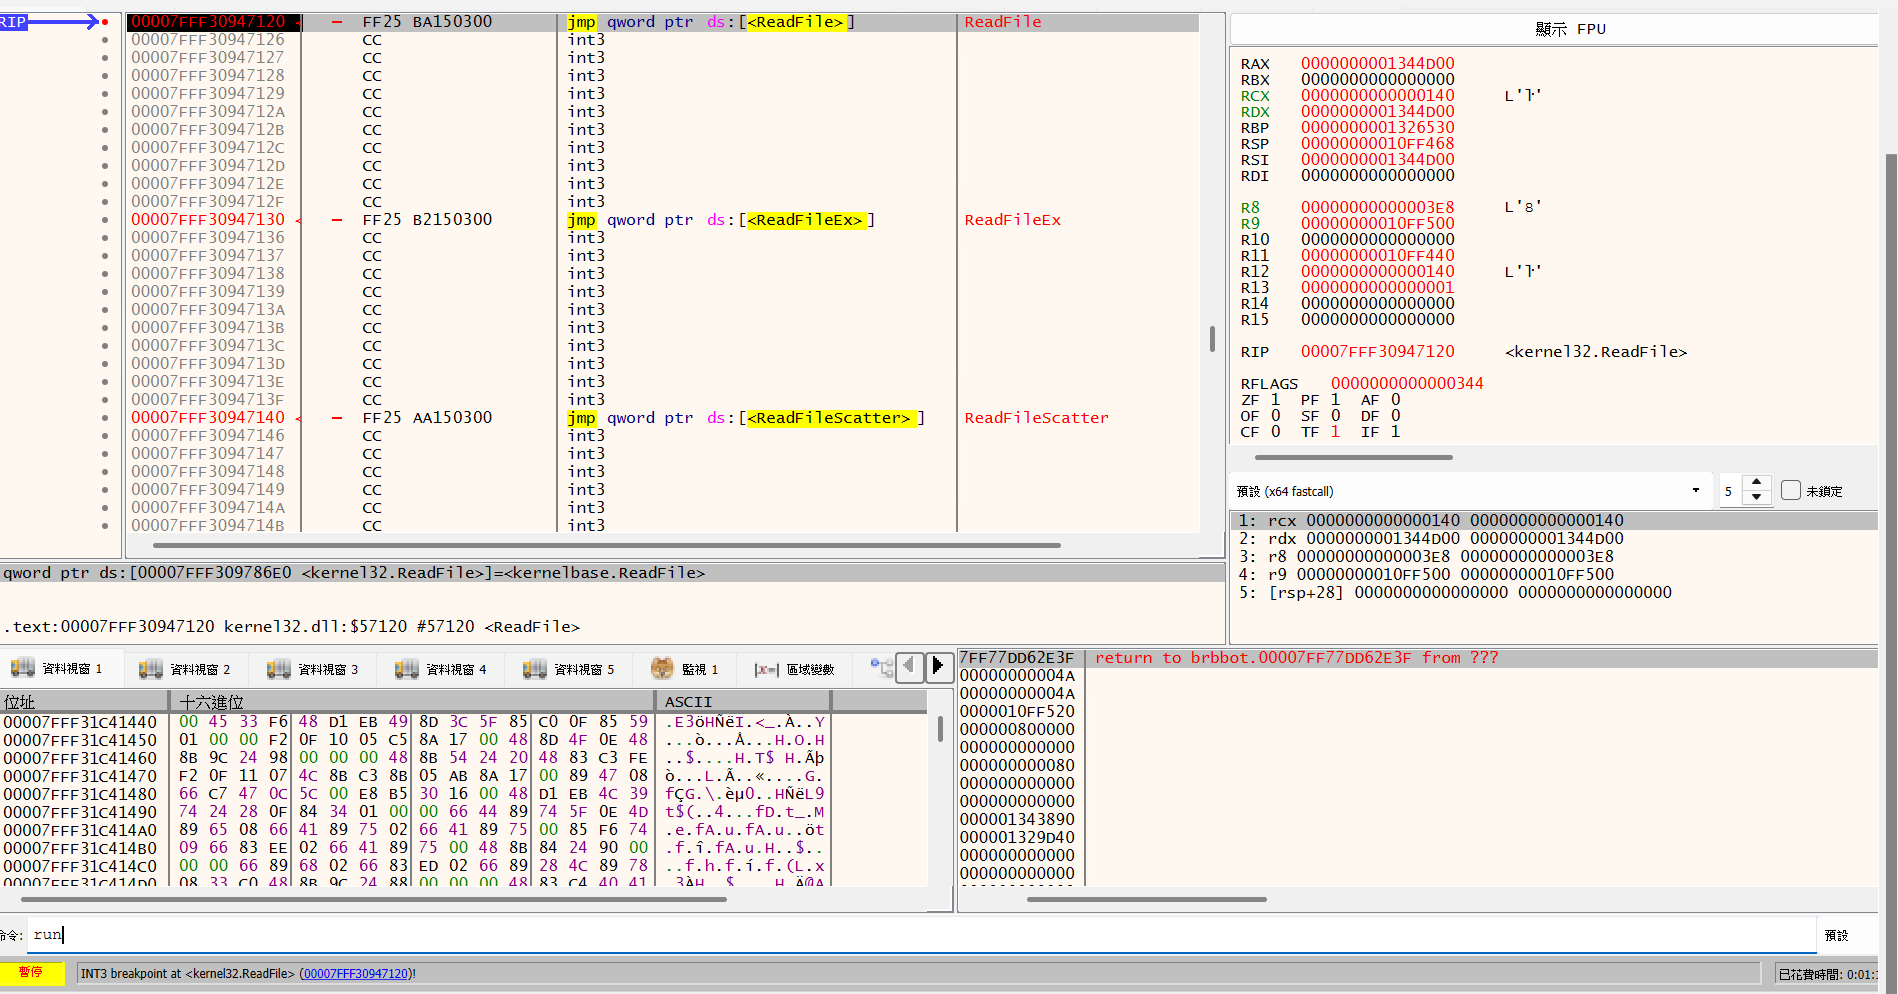 RIP
00007FFF30947120 < - FF25 BA150300 jmp qword ptr ds:[<ReadFile>] ReadFile
00007FFF30947126 CC int3
00007FFF30947127 CC int3
00007FFF30947128 CC int3
00007FFF30947129 CC int3
00007FFF3094712A CC int3
00007FFF3094712B CC int3
00007FFF3094712C CC int3
00007FFF3094712D CC int3
00007FFF3094712E CC int3
00007FFF3094712F CC int3
00007FFF30947130 < - FF25 B2150300 jmp qword ptr ds:[<ReadFileEx>] ReadFileEx
00007FFF30947136 CC int3
00007FFF30947137 CC int3
00007FFF30947138 CC int3
00007FFF30947139 CC int3
00007FFF3094713A CC int3
00007FFF3094713B CC int3
00007FFF3094713C CC int3
00007FFF3094713D CC int3
00007FFF3094713E CC int3
00007FFF3094713F CC int3
00007FFF30947140 < - FF25 AA150300 jmp qword ptr ds:[<ReadFileScatter>] ReadFileScatter
00007FFF30947146 CC int3
00007FFF30947147 CC int3
00007FFF30947148 CC int3
00007FFF30947149 CC int3
00007FFF3094714A CC int3
00007FFF3094714B CC int3
qword ptr ds:[00007FFF309786E0 <kernel32.ReadFile>]=<kernelbase.ReadFile>
.text:00007FFF30947120 kernel32.dll:$57120 #57120 <ReadFile>
顯示 FPU
RAX 0000000001344D00
RBX 0000000000000000
RCX 0000000000000140 L'ŀ'
RDX 0000000001344D00
RBP 0000000001326530
RSP 00000000010FF468
RSI 0000000001344D00
RDI 0000000000000000
R8 00000000000003E8 L'Ϩ'
R9 00000000010FF500
R10 0000000000000000
R11 00000000010FF440
R12 0000000000000140 L'ŀ'
R13 0000000000000001
R14 0000000000000000
R15 0000000000000000
RIP 00007FFF30947120 <kernel32.ReadFile>
RFLAGS 0000000000000344
ZF 1 PF 1 AF 0
OF 0 SF 0 DF 0
CF 0 TF 1 IF 1
預設 (x64 fastcall) 5 未鎖定
1: rcx 0000000000000140 0000000000000140
2: rdx 0000000001344D00 0000000001344D00
3: r8 00000000000003E8 00000000000003E8
4: r9 00000000010FF500 00000000010FF500
5: [rsp+28] 0000000000000000 0000000000000000
資料視窗 1 資料視窗 2 資料視窗 3 資料視窗 4 資料視窗 5 監視 1 [x=] 區域變數
位址 十六進位 ASCII
00007FFF31C41440 00 45 33 F6 48 D1 EB 49 8D 3C 5F 85 C0 0F 85 59 .E3öHÑëI.<_.À..Y
00007FFF31C41450 01 00 00 F2 0F 10 05 C5 8A 17 00 48 8D 4F 0E 48 ...ò...Å...H.O.H
00007FFF31C41460 8B 9C 24 98 00 00 00 48 8B 54 24 20 48 83 C3 FE ..$....H.T$ H.Ãþ
00007FFF31C41470 F2 0F 11 07 4C 8B C3 8B 05 AB 8A 17 00 89 47 08 ò...L.Ã..«....G.
00007FFF31C41480 66 C7 47 0C 5C 00 E8 B5 30 16 00 48 D1 EB 4C 39 fÇG.\.èµ0..HÑëL9
00007FFF31C41490 74 24 28 0F 84 34 01 00 00 66 44 89 74 5F 0E 4D t$(..4...fD.t_.M
00007FFF31C414A0 89 65 08 66 41 89 75 02 66 41 89 75 00 85 F6 74 .e.fA.u.fA.u..öt
00007FFF31C414B0 09 66 83 EE 02 66 41 89 75 00 48 8B 84 24 90 00 .f.î.fA.u.H..$..
00007FFF31C414C0 00 00 66 89 68 02 66 83 ED 02 66 89 28 4C 89 78 ..f.h.f.í.f.(L.x
00007FFF31C414D0 08 33 C0 48 8B 9C 24 88 00 00 00 48 83 C4 40 41 .3ÀH..$....H.Ä@A
7FF77DD62E3F return to brbbot.00007FF77DD62E3F from ???
00000000004A
00000000004A
0000010FF520
000000800000
000000000000
000000000080
000000000000
000000000000
000001343890
000001329D40
000000000000
000000000000
命令: run 預設
暫停 INT3 breakpoint at <kernel32.ReadFile> (00007FFF30947120)! 已花費時間: 0:01: